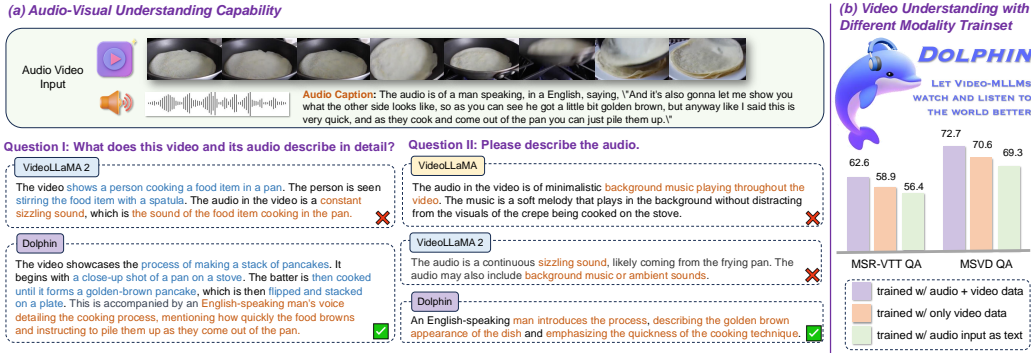 (a) Audio-Visual Understanding Capability
Audio Video
Input
Audio Caption: The audio is of a man speaking, in a English, saying, \"And it's also gonna let me show you
what the other side looks like, so as you can see he got a little bit golden brown, but anyway like I said this is
very quick, and as they cook and come out of the pan you can just pile them up.\"
Question I: What does this video and its audio describe in detail?
VideoLLaMA 2
The video shows a person cooking a food item in a pan. The person is seen
stirring the food item with a spatula. The audio in the video is a constant
sizzling sound, which is the sound of the food item cooking in the pan.
Dolphin
The video showcases the process of making a stack of pancakes. It
begins with a close-up shot of a pan on a stove. The batter is then cooked
until it forms a golden-brown pancake, which is then flipped and stacked
on a plate. This is accompanied by an English-speaking man's voice
detailing the cooking process, mentioning how quickly the food browns
and instructing to pile them up as they come out of the pan.
Question II: Please describe the audio.
VideoLLaMA
The audio in the video is of minimalistic background music playing throughout the
video. The music is a soft melody that plays in the background without distracting
from the visuals of the crepe being cooked on the stove.
VideoLLaMA 2
The audio is a continuous sizzling sound, likely coming from the frying pan. The
audio may also include background music or ambient sounds.
Dolphin
An English-speaking man introduces the process, describing the golden brown
appearance of the dish and emphasizing the quickness of the cooking technique.
(b) Video Understanding with
Different Modality Trainset
DOLPHIN
LET VIDEO-MLLMS
WATCH AND LISTEN TO
THE WORLD BETTER
72.7
70.6
69.3
62.6
58.9
56.4
MSR-VTT QA
MSVD QA
trained w/ audio + video data
trained w/ only video data
trained w/ audio input as text